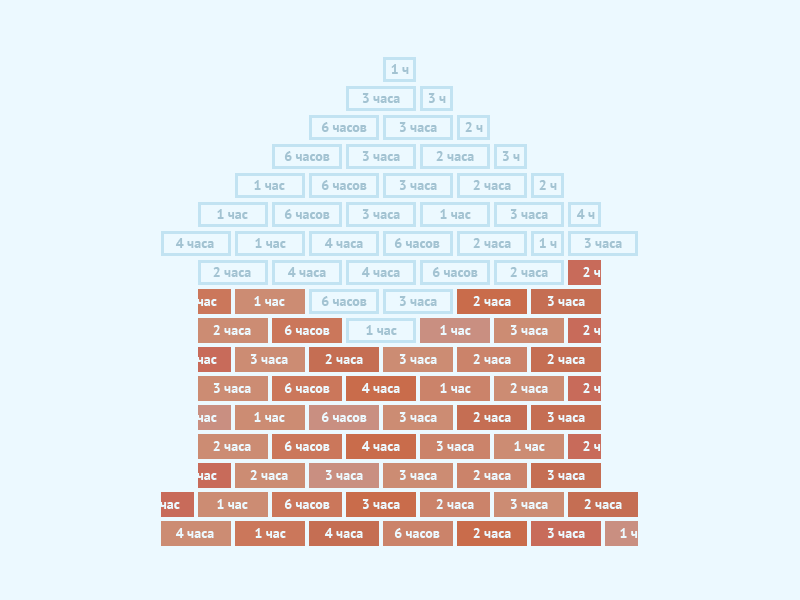 1 ч
3 часа 3 ч
6 часов 3 часа 2 ч
6 часов 3 часа 2 часа 3 ч
1 час 6 часов 3 часа 2 часа 2 ч
1 час 6 часов 3 часа 1 час 3 часа 4 ч
4 часа 1 час 4 часа 6 часов 2 часа 1 ч 3 часа
2 часа 4 часа 4 часа 6 часов 2 часа 2 ч
час 1 час 6 часов 3 часа 2 часа 3 часа
2 часа 6 часов 1 час 1 час 3 часа 2 ч
час 3 часа 2 часа 3 часа 2 часа 2 часа
3 часа 6 часов 4 часа 1 час 2 часа 2 ч
час 1 час 6 часов 3 часа 2 часа 3 часа
2 часа 6 часов 4 часа 3 часа 1 час 2 ч
час 2 часа 3 часа 3 часа 2 часа 3 часа
час 1 час 6 часов 3 часа 2 часа 3 часа 2 часа
4 часа 1 час 4 часа 6 часов 2 часа 3 часа 1 ч